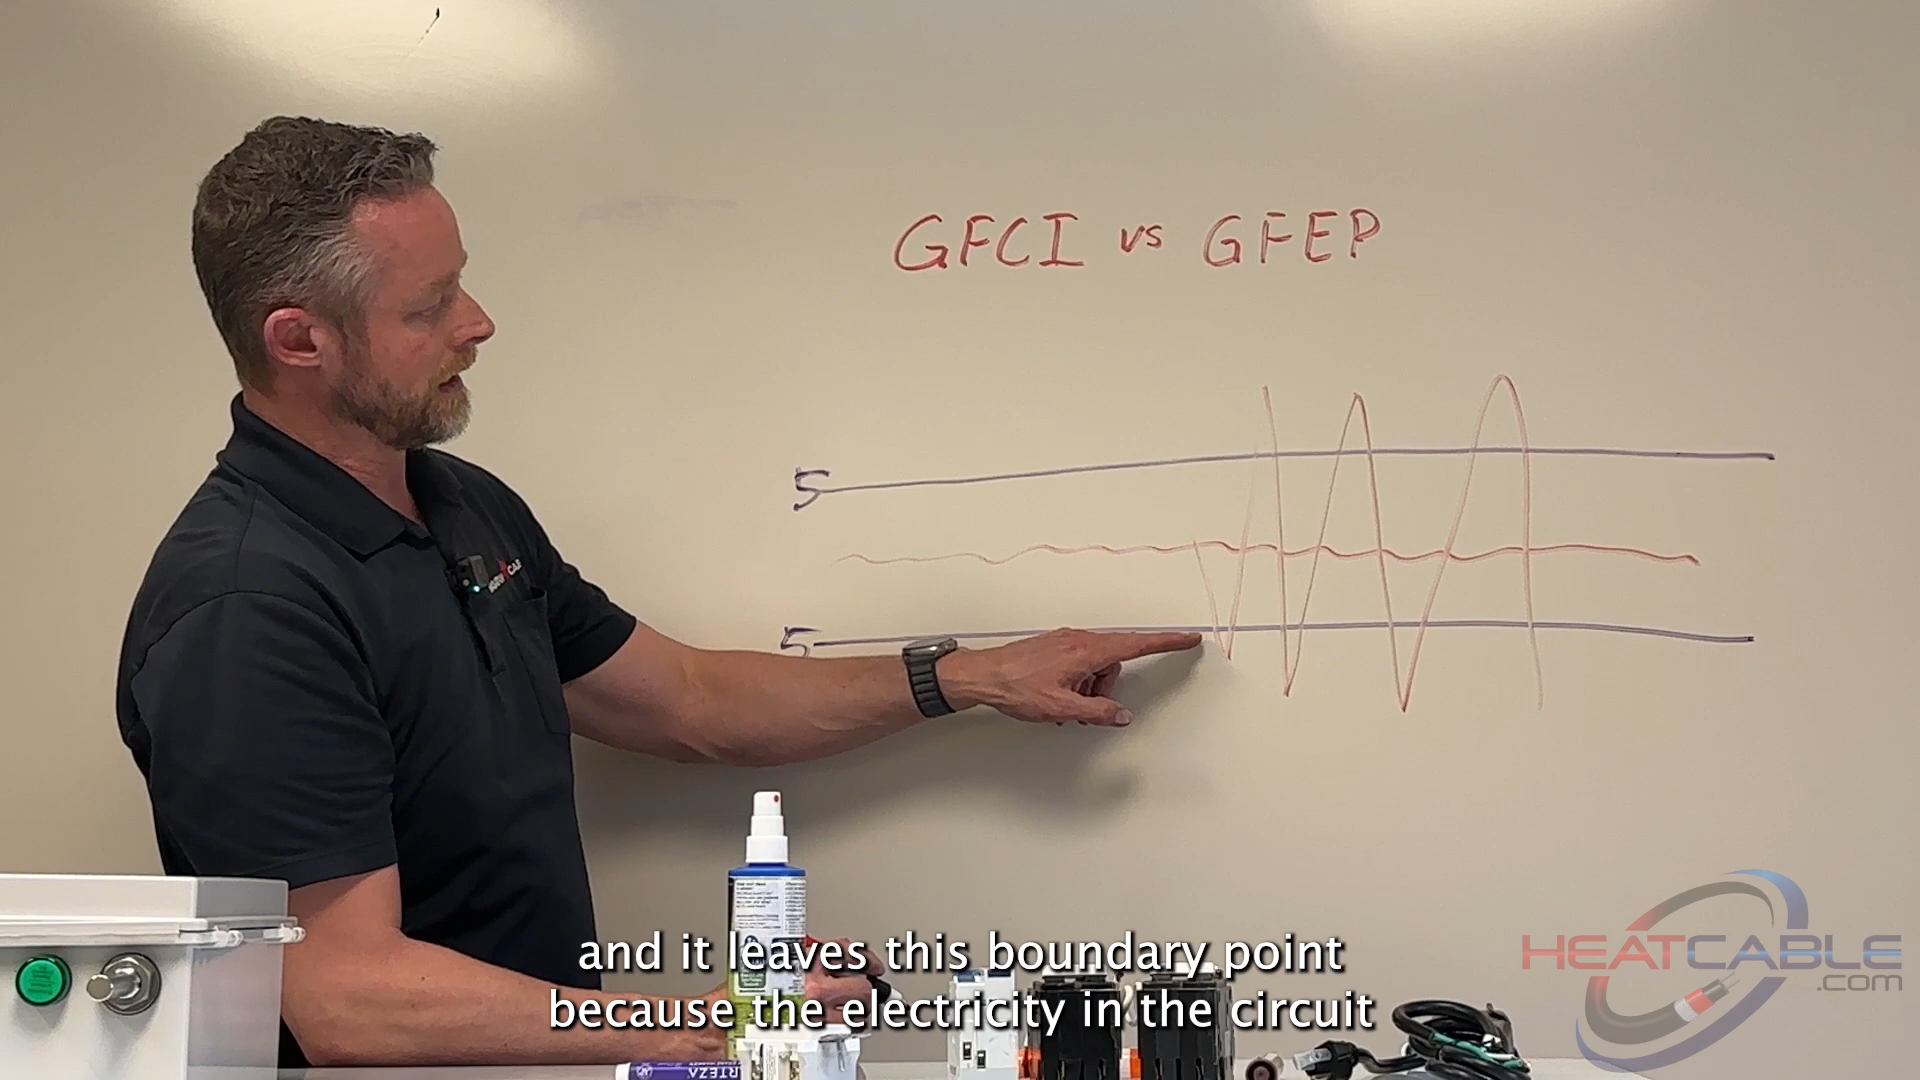 GFCI vs GFEP
5
5
and it leaves this boundary point
because the electricity in the circuit
HEATCABLE
.com
RTEZA